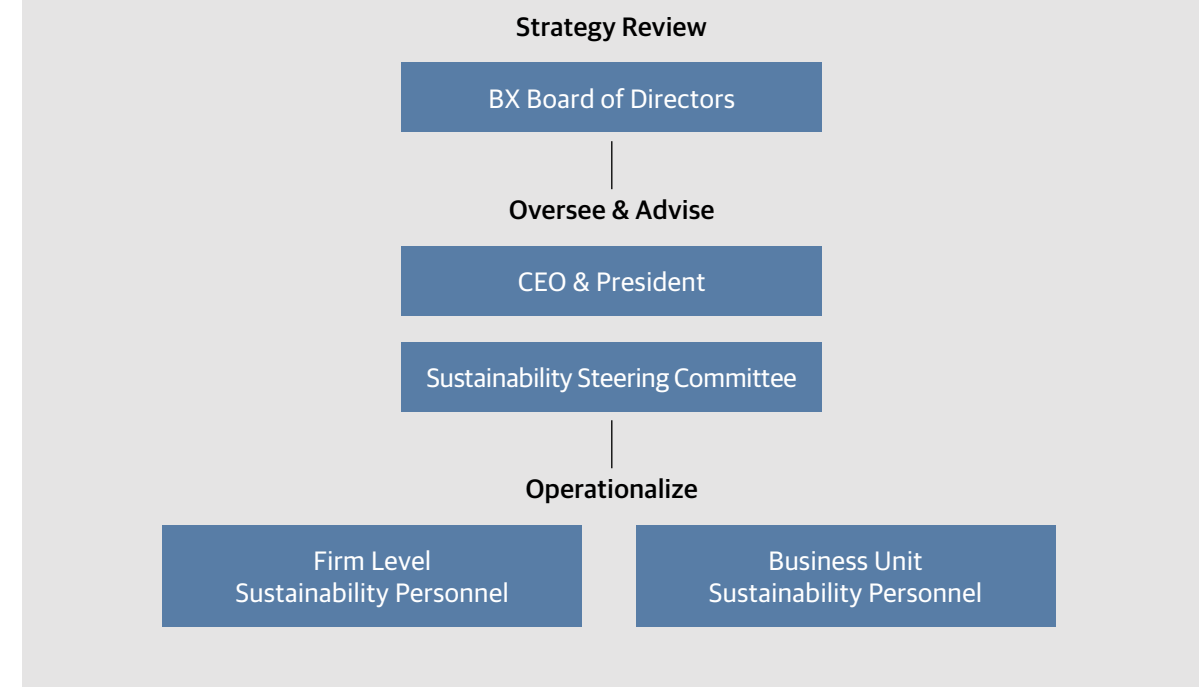 Strategy Review
BX Board of Directors
Oversee & Advise
CEO & President
Sustainability Steering Committee
Operationalize
Firm Level
Sustainability Personnel
Business Unit
Sustainability Personnel